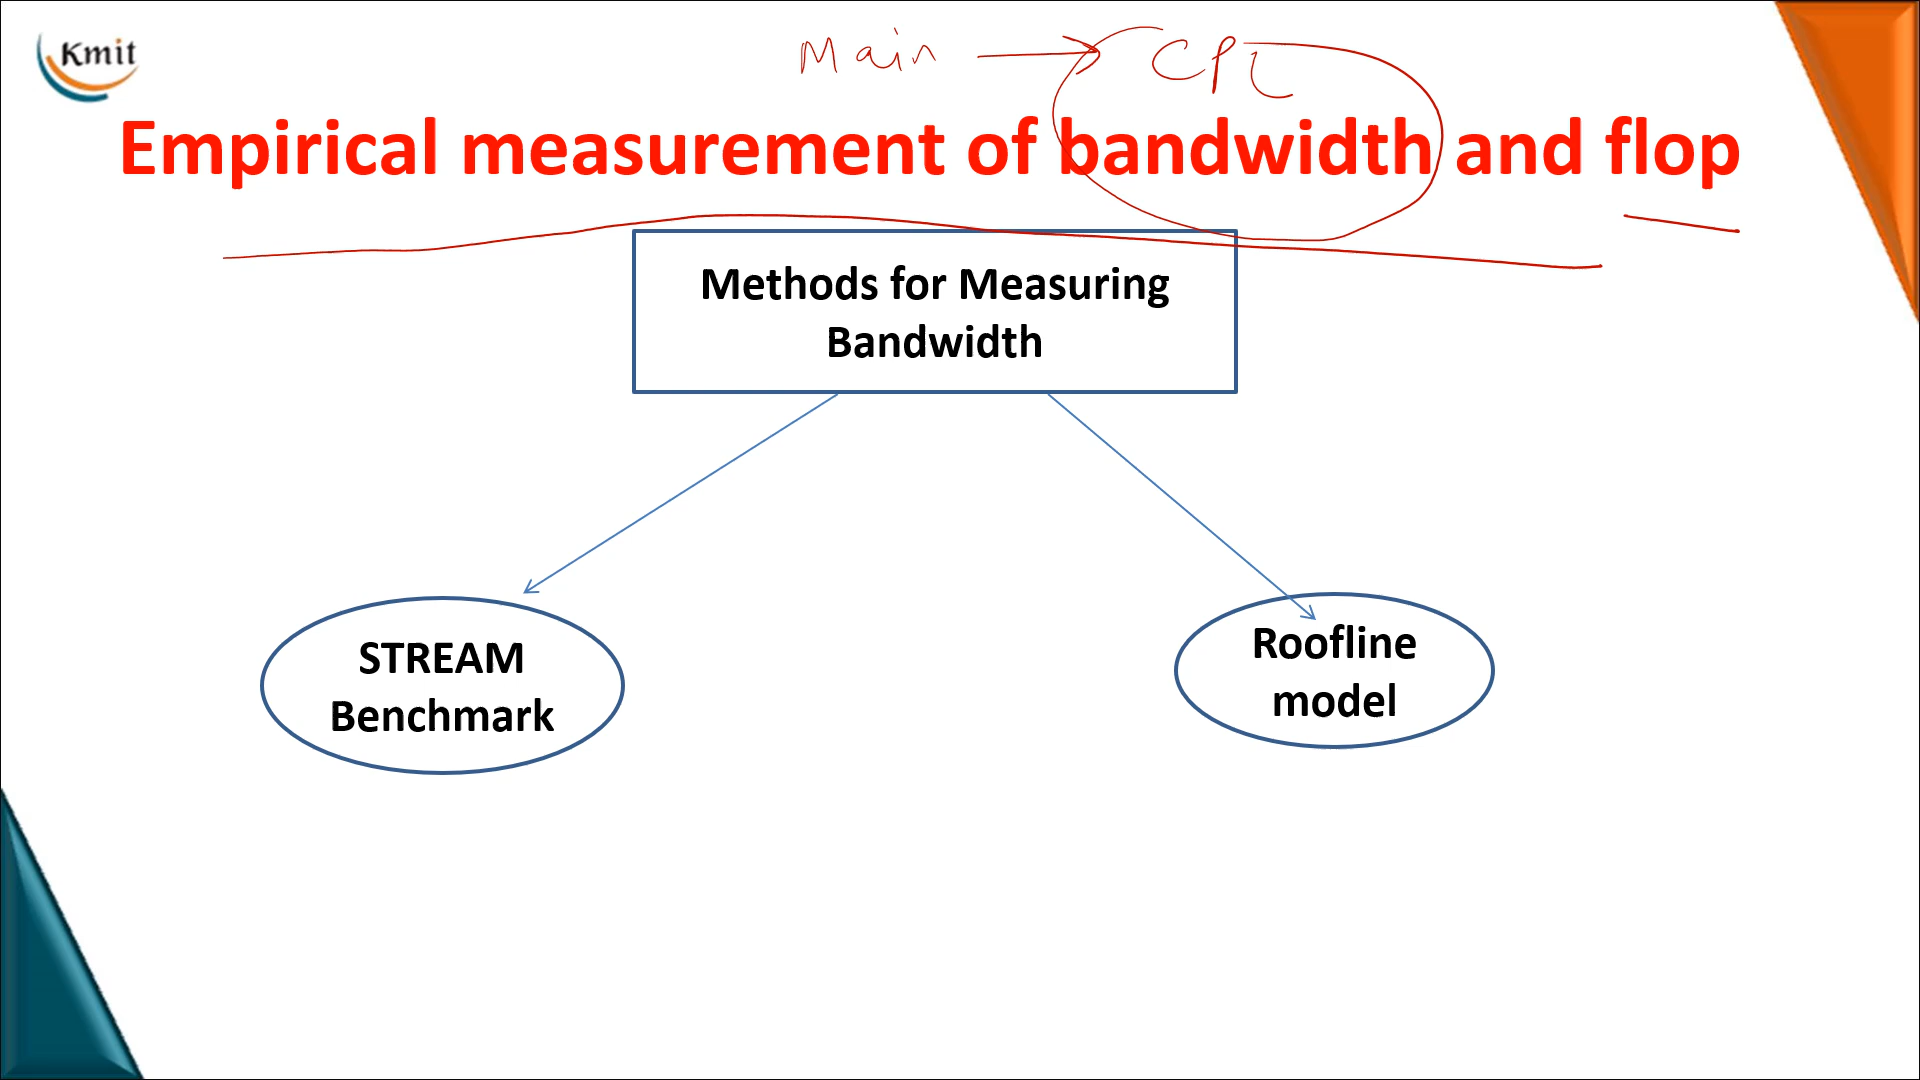 Kmit
Main → CPU
Empirical measurement of bandwidth and flop
Methods for Measuring
Bandwidth
STREAM
Benchmark
Roofline
model